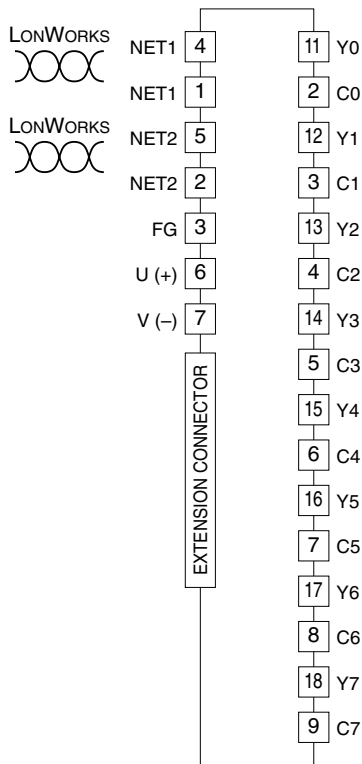 LONWORKS
NET1 4
NET1 1
LONWORKS
NET2 5
NET2 2
FG 3
U (+) 6
V (–) 7
EXTENSION CONNECTOR
11 Y0
2 C0
12 Y1
3 C1
13 Y2
4 C2
14 Y3
5 C3
15 Y4
6 C4
16 Y5
7 C5
17 Y6
8 C6
18 Y7
9 C7